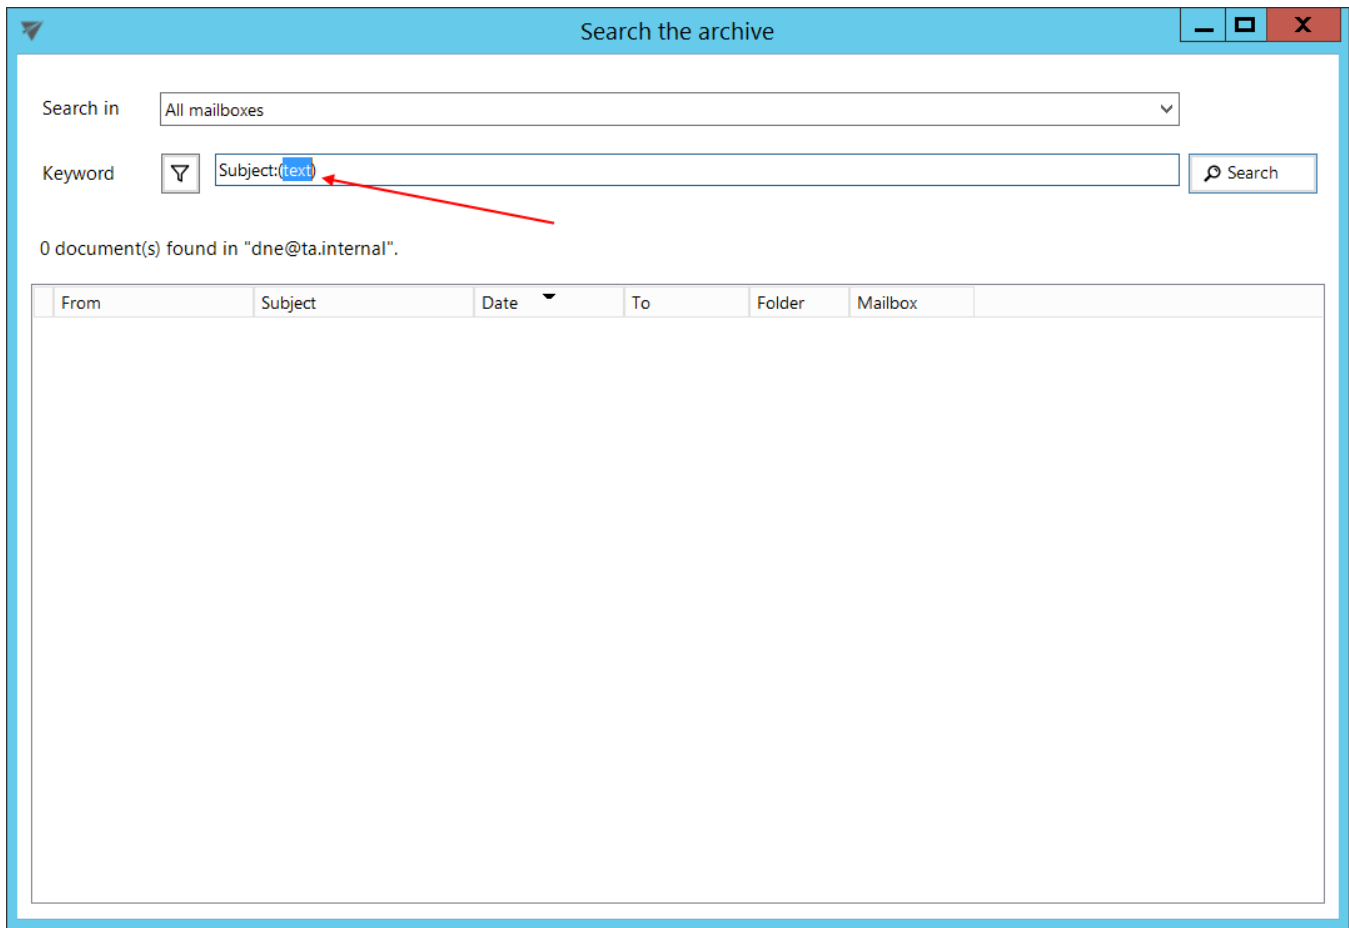 Search the archive
Search in All mailboxes
Keyword Subject:(text) Search
0 document(s) found in "dne@ta.internal".
From Subject Date To Folder Mailbox